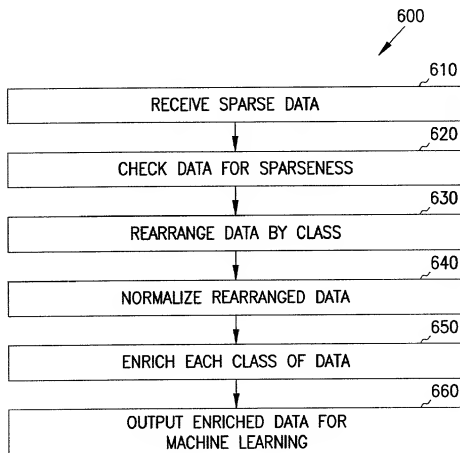 600
610
RECEIVE SPARSE DATA
620
CHECK DATA FOR SPARSENESS
630
REARRANGE DATA BY CLASS
640
NORMALIZE REARRANGED DATA
650
ENRICH EACH CLASS OF DATA
660
OUTPUT ENRICHED DATA FOR
MACHINE LEARNING